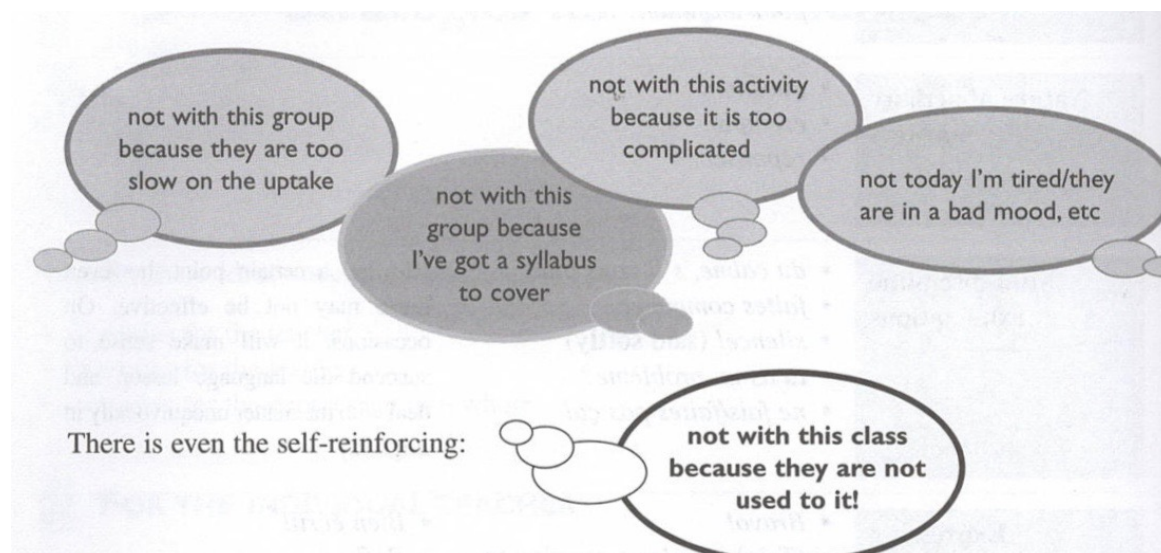 not with this group
because they are too
slow on the uptake
not with this
group because
I've got a syllabus
to cover
not with this activity
because it is too
complicated
not today I'm tired/they
are in a bad mood, etc
There is even the self-reinforcing:
not with this class
because they are not
used to it!